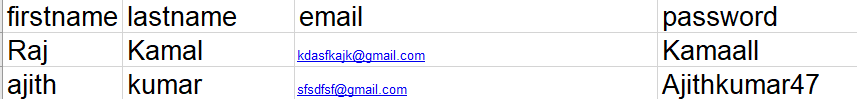 firstname lastname email password
Raj Kamal kdasfkajk@gmail.com Kamaall
ajith kumar sfsdfsf@gmail.com Ajithkumar47